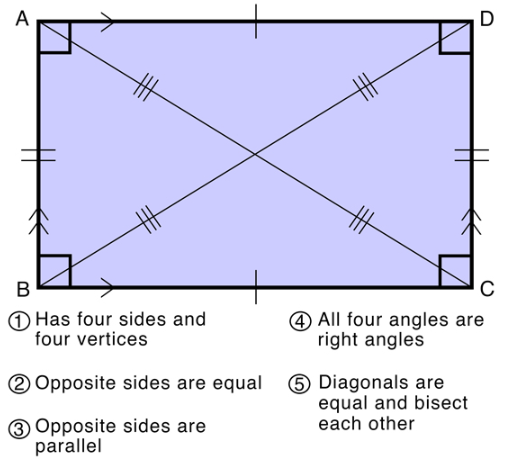 A
D
B
C
① Has four sides and
four vertices
② Opposite sides are equal
③ Opposite sides are
parallel
④ All four angles are
right angles
⑤ Diagonals are
equal and bisect
each other